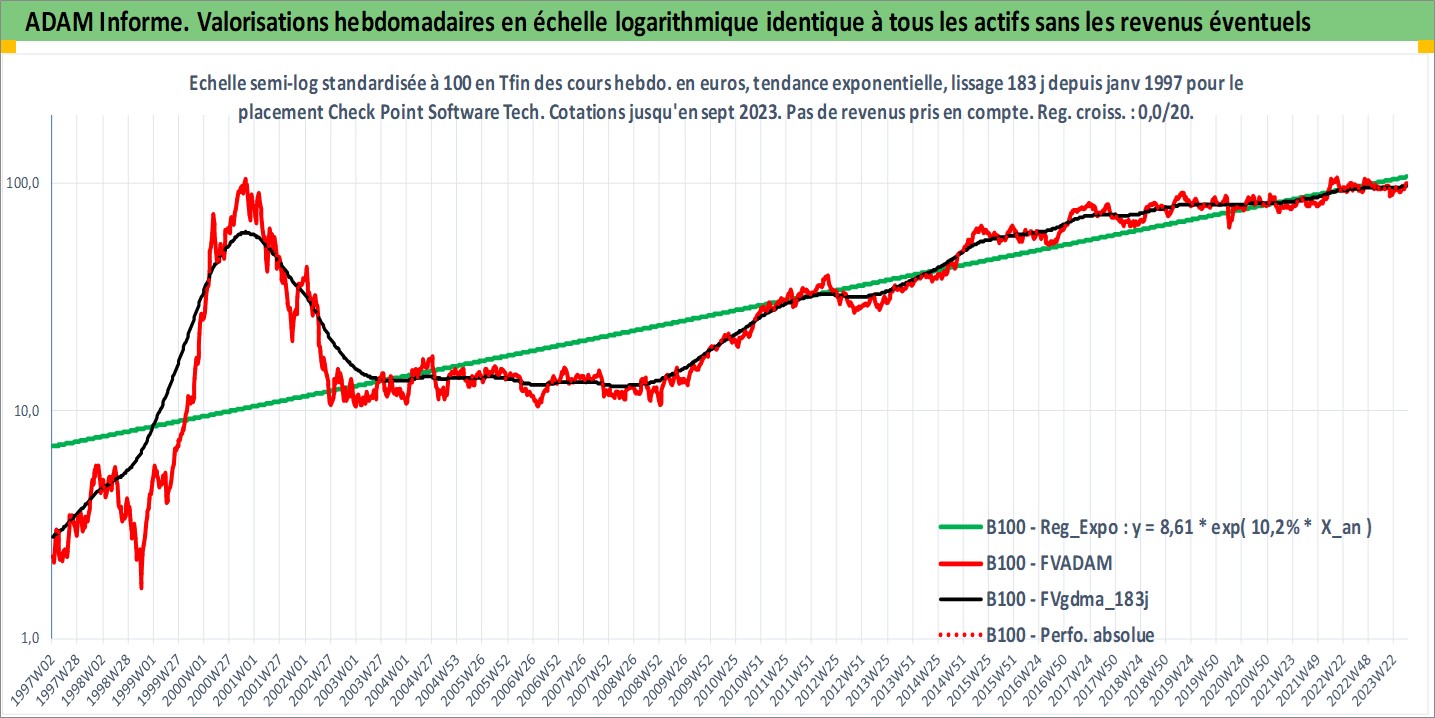 ADAM Informe. Valorisations hebdomadaires en échelle logarithmique identique à tous les actifs sans les revenus éventuels
Echelle semi-log standardisée à 100 en Tfin des cours hebdo. en euros, tendance exponentielle, lissage 183 j depuis janv 1997 pour le
placement Check Point Software Tech. Cotations jusqu'en sept 2023. Pas de revenus pris en compte. Reg. croiss. : 0,0/20.
100,0
10,0
1,0
B100 - Reg_Expo : y = 8,61 * exp( 10,2% * X_an )
B100 - FVADAM
B100 - FVgdma_183j
B100 - Perfo. absolue
1997W02
1997W28
1998W02
1998W28
1999W01
1999W27
2000W01
2000W27
2001W01
2001W27
2002W01
2002W27
2003W01
2003W27
2004W01
2004W27
2004W53
2005W26
2005W52
2006W26
2006W52
2007W26
2007W52
2008W26
2008W52
2009W26
2009W52
2010W25
2010W51
2011W25
2011W51
2012W25
2012W51
2013W25
2013W51
2014W25
2014W51
2015W25
2015W51
2016W24
2016W50
2017W24
2017W50
2018W24
2018W50
2019W24
2019W50
2020W24
2020W50
2021W23
2021W49
2022W22
2022W48
2023W22